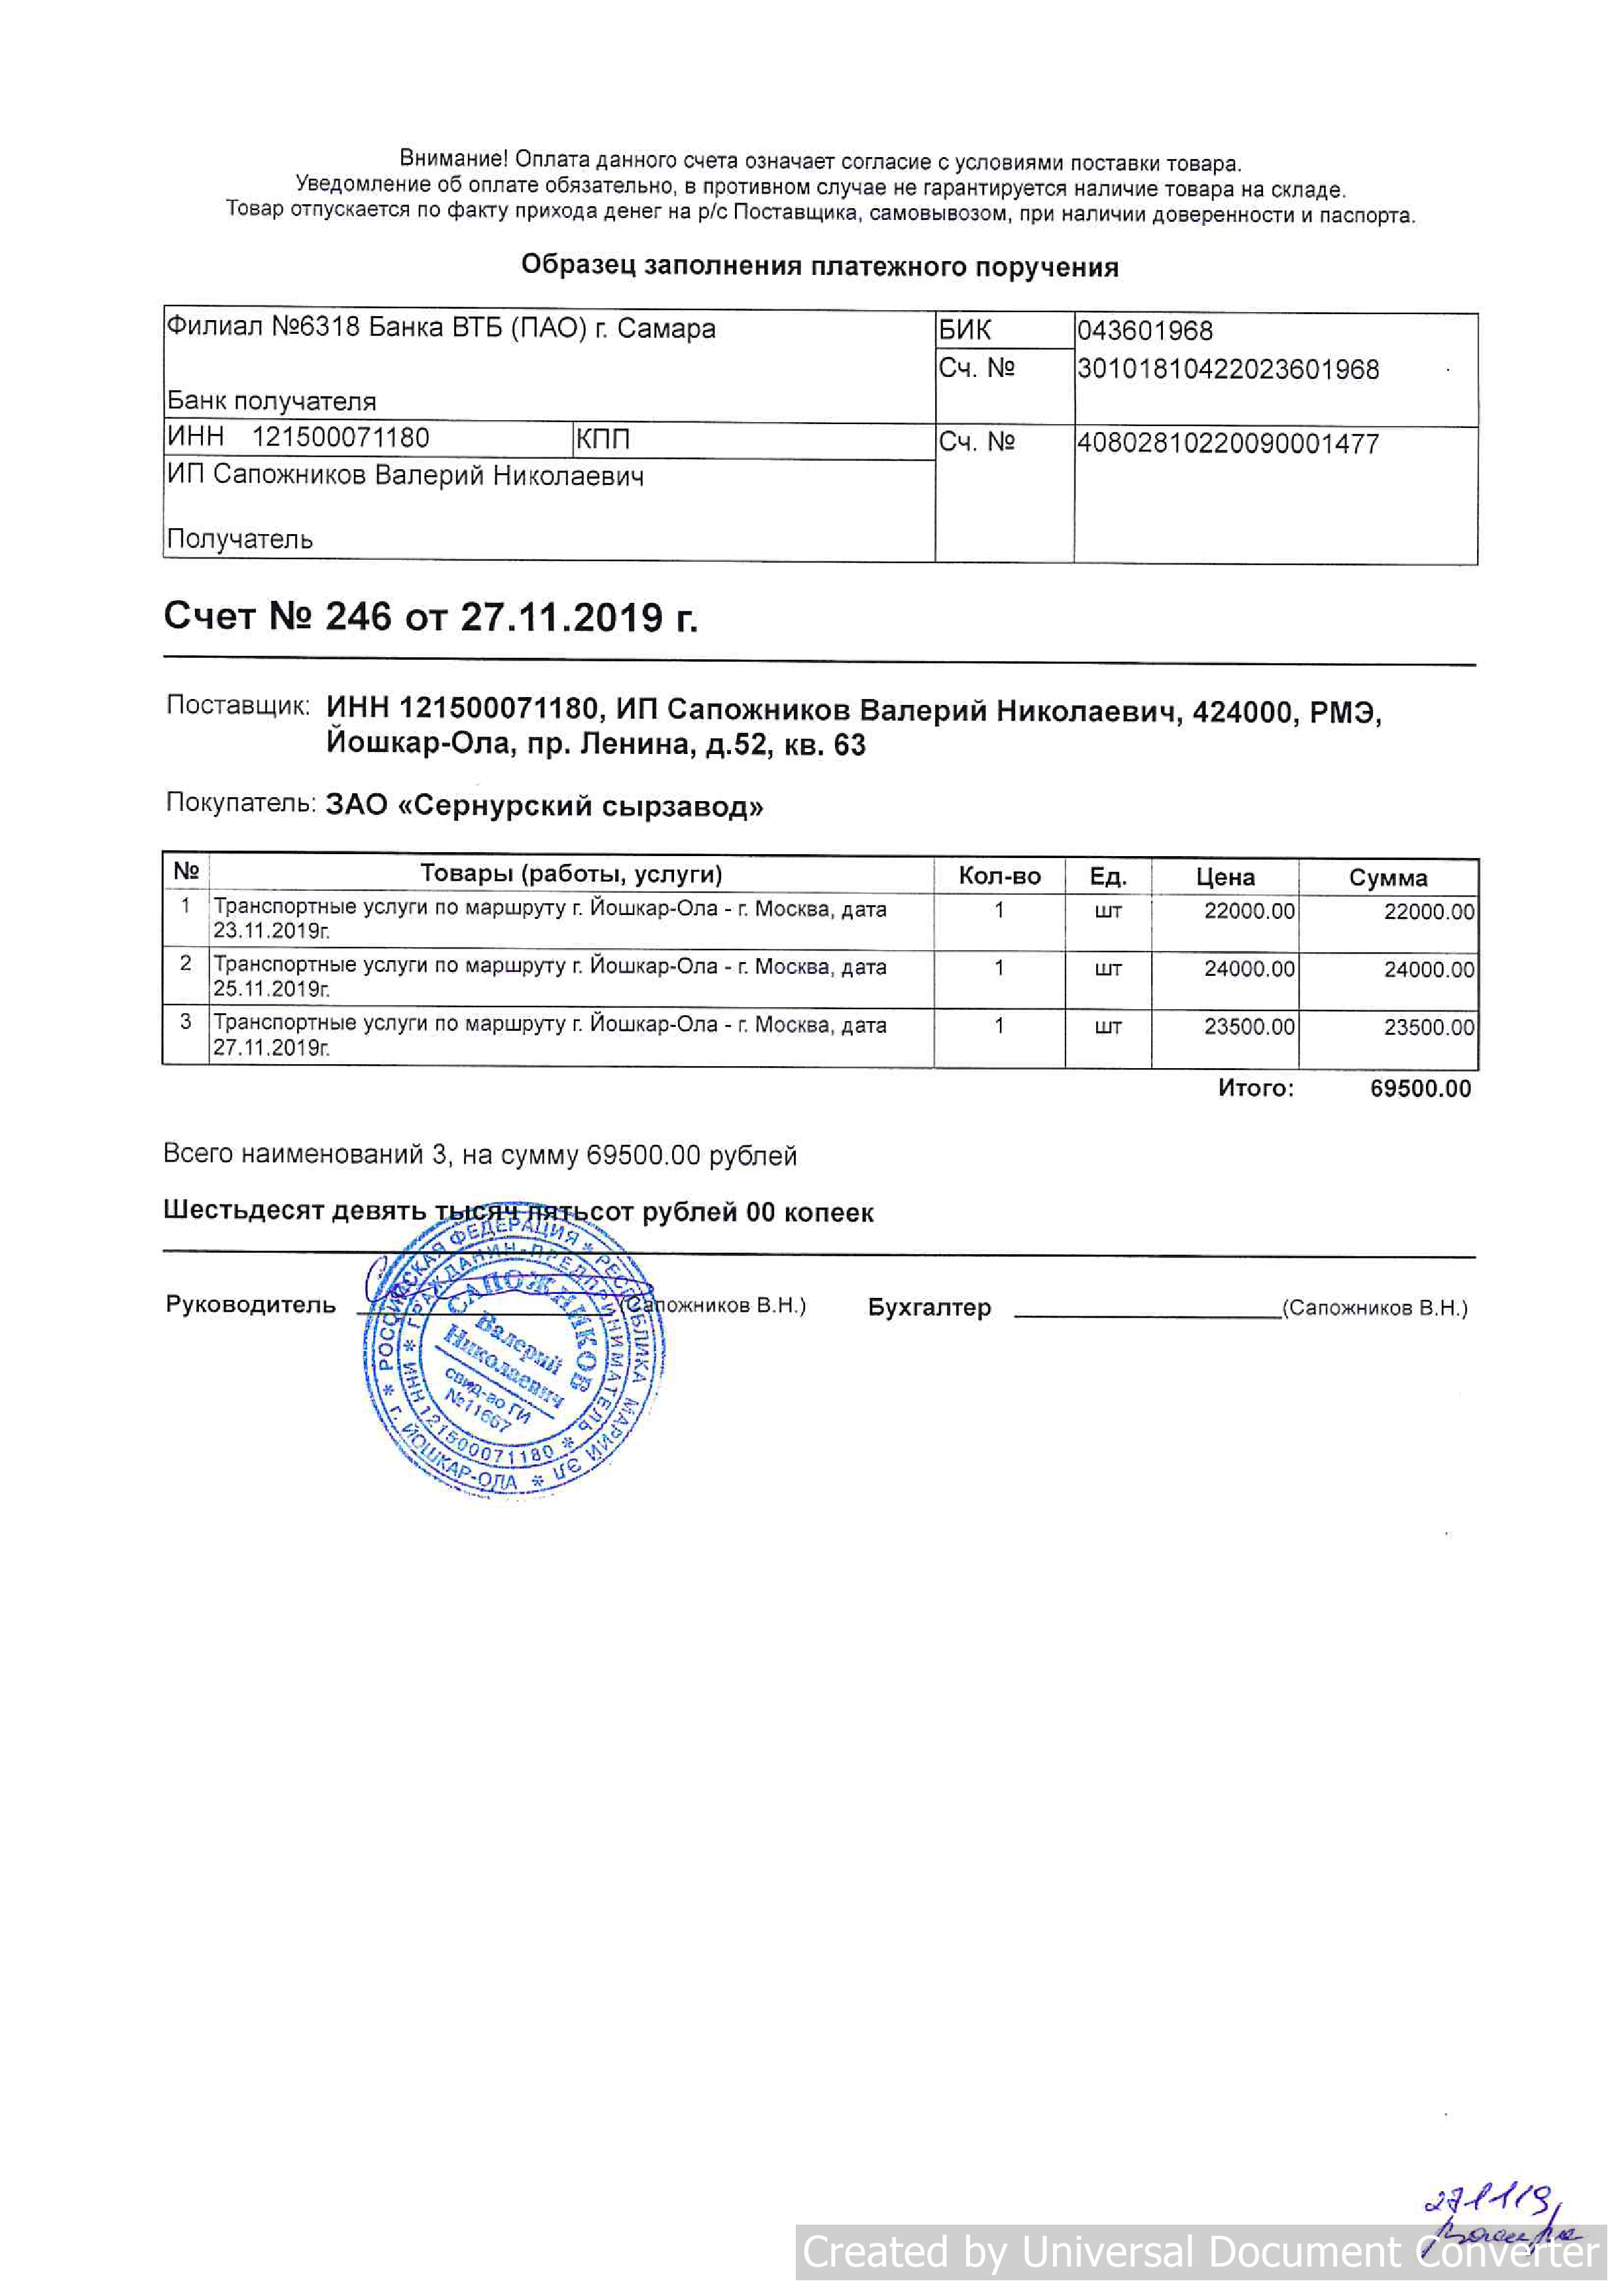 Внимание! Оплата данного счета означает согласие с условиями поставки товара.
Уведомление об оплате обязательно, в противном случае не гарантируется наличие товара на складе.
Товар отпускается по факту прихода денег на р/с Поставщика, самовывозом, при наличии доверенности и паспорта.
Образец заполнения платежного поручения
Филиал №6318 Банка ВТБ (ПАО) г. Самара БИК 043601968
Сч. № 30101810422023601968
Банк получателя
ИНН 121500071180 КПП Сч. № 40802810220090001477
ИП Сапожников Валерий Николаевич
Получатель
Счет № 246 от 27.11.2019 г.
Поставщик: ИНН 121500071180, ИП Сапожников Валерий Николаевич, 424000, РМЭ,
Йошкар-Ола, пр. Ленина, д.52, кв. 63
Покупатель: ЗАО «Сернурский сырзавод»
№ Товары (работы, услуги) Кол-во Ед. Цена Сумма
1 Транспортные услуги по маршруту г. Йошкар-Ола - г. Москва, дата 1 шт 22000.00 22000.00
23.11.2019г.
2 Транспортные услуги по маршруту г. Йошкар-Ола - г. Москва, дата 1 шт 24000.00 24000.00
25.11.2019г.
3 Транспортные услуги по маршруту г. Йошкар-Ола - г. Москва, дата 1 шт 23500.00 23500.00
27.11.2019г.
Итого: 69500.00
Всего наименований 3, на сумму 69500.00 рублей
Шестьдесят девять тысяч пятьсот рублей 00 копеек
Руководитель (Сапожников В.Н.) Бухгалтер (Сапожников В.Н.)
РОССИЙСКАЯ ФЕДЕРАЦИЯ * РЕСПУБЛИКА МАРИЙ ЭЛ * г. ЙОШКАР-ОЛА *
ГРАЖДАНИН-ПРЕДПРИНИМАТЕЛЬ * ИНН 121500071180 *
САПОЖНИКОВ
Валерий
Николаевич
свид-во ГИ
№11667
271119
Created by Universal Document Converter